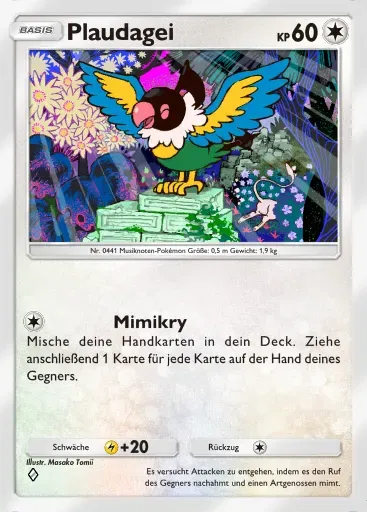 BASIS Plaudagei KP 60
Nr. 0441 Musiknoten-Pokémon Größe: 0,5 m Gewicht: 1,9 kg
Mimikry
Mische deine Handkarten in dein Deck. Ziehe
anschließend 1 Karte für jede Karte auf der Hand deines
Gegners.
Schwäche +20 Rückzug
Illustr. Masako Tomii
Es versucht Attacken zu entgehen, indem es den Ruf
des Gegners nachahmt und einen Artgenossen mimt.